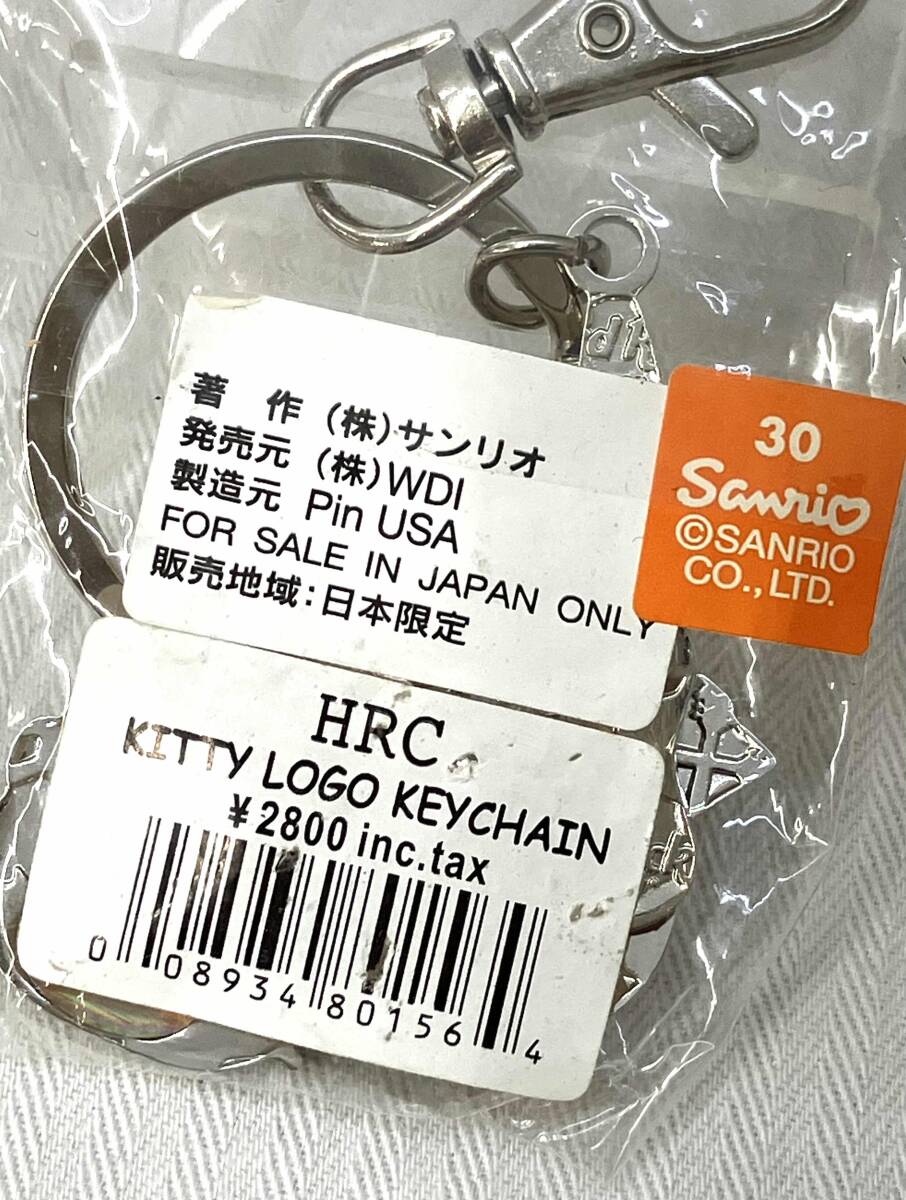 著 作 (株)サンリオ
発売元 (株)WDI
製造元 Pin USA
FOR SALE IN JAPAN ONLY
販売地域:日本限定
30
Sanrio
©SANRIO
CO., LTD.
HRC
KITTY LOGO KEYCHAIN
¥2800 inc.tax
0 08934 80156 4